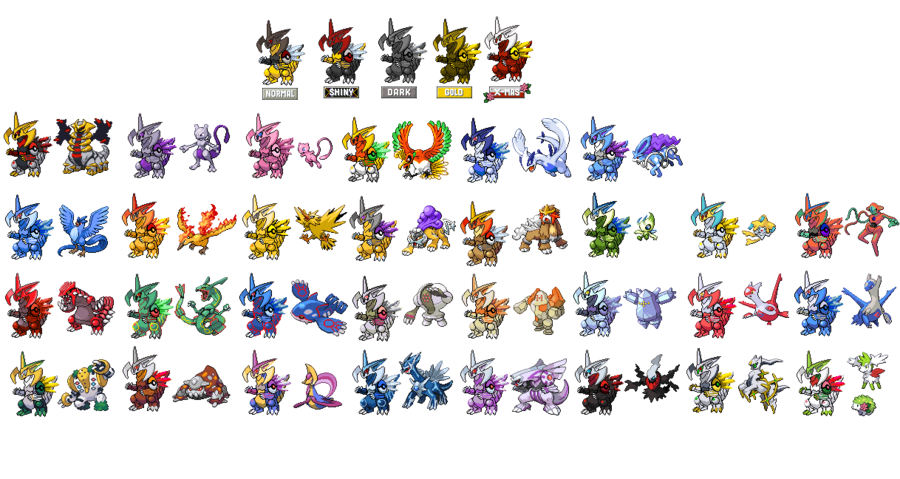 NORMAL
SHINY
DARK
GOLD
X-MAS